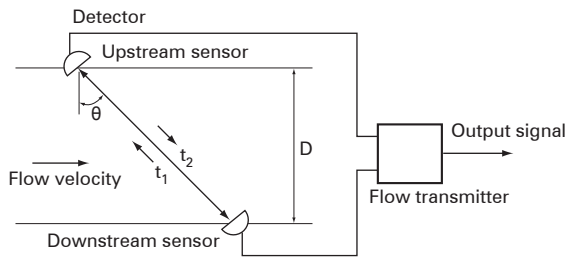 Detector
Upstream sensor
θ
t₂
t₁
D
Flow velocity
Output signal
Flow transmitter
Downstream sensor